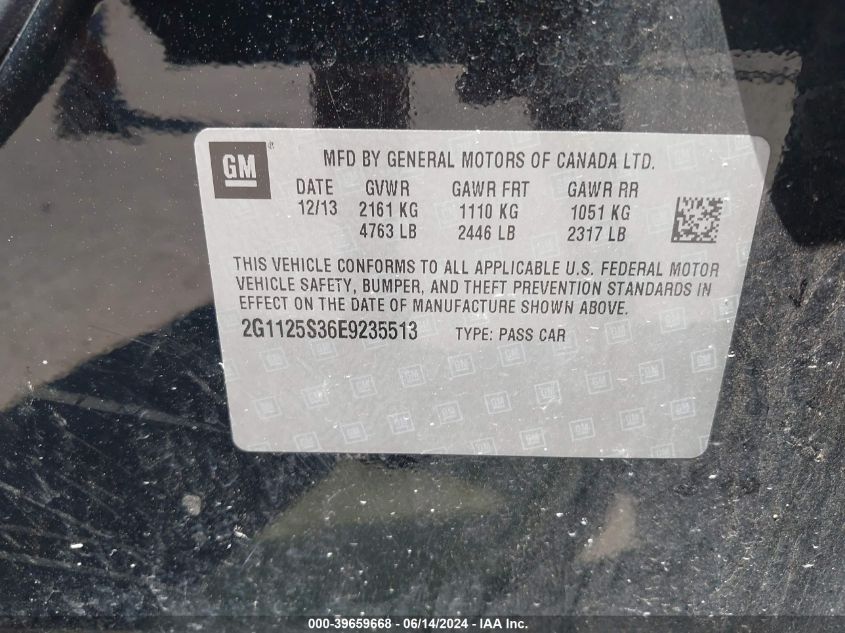 GM ®
MFD BY GENERAL MOTORS OF CANADA LTD.
DATE GVWR GAWR FRT GAWR RR
12/13 2161 KG 1110 KG 1051 KG
4763 LB 2446 LB 2317 LB
THIS VEHICLE CONFORMS TO ALL APPLICABLE U.S. FEDERAL MOTOR
VEHICLE SAFETY, BUMPER, AND THEFT PREVENTION STANDARDS IN
EFFECT ON THE DATE OF MANUFACTURE SHOWN ABOVE.
2G1125S36E9235513 TYPE: PASS CAR
000-39659668 - 06/14/2024 - IAA Inc.